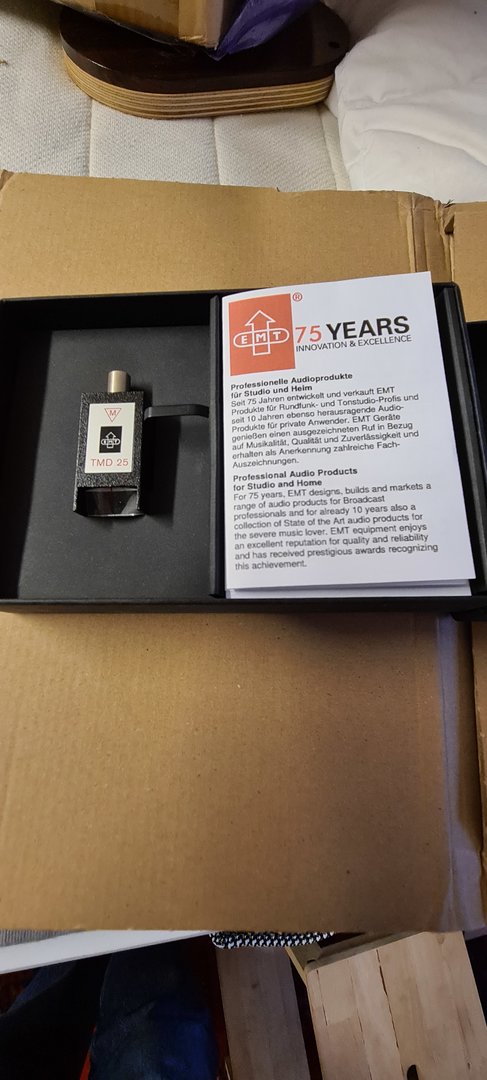 M
EMT
TMD 25
EMT
®
75 YEARS
INNOVATION & EXCELLENCE
Professionelle Audioprodukte
für Studio und Heim
Seit 75 Jahren entwickelt und verkauft EMT
Produkte für Rundfunk- und Tonstudio-Profis und
seit 10 Jahren ebenso herausragende Audio-
Produkte für private Anwender. EMT Geräte
genießen einen ausgezeichneten Ruf in Bezug
auf Musikalität, Qualität und Zuverlässigkeit und
erhalten als Anerkennung zahlreiche Fach-
Auszeichnungen.
Professional Audio Products
for Studio and Home
For 75 years, EMT designs, builds and markets a
range of audio products for Broadcast
professionals and for already 10 years also a
collection of State of the Art audio products for
the severe music lover. EMT equipment enjoys
an excellent reputation for quality and reliability
and has received prestigious awards recognizing
this achievement.